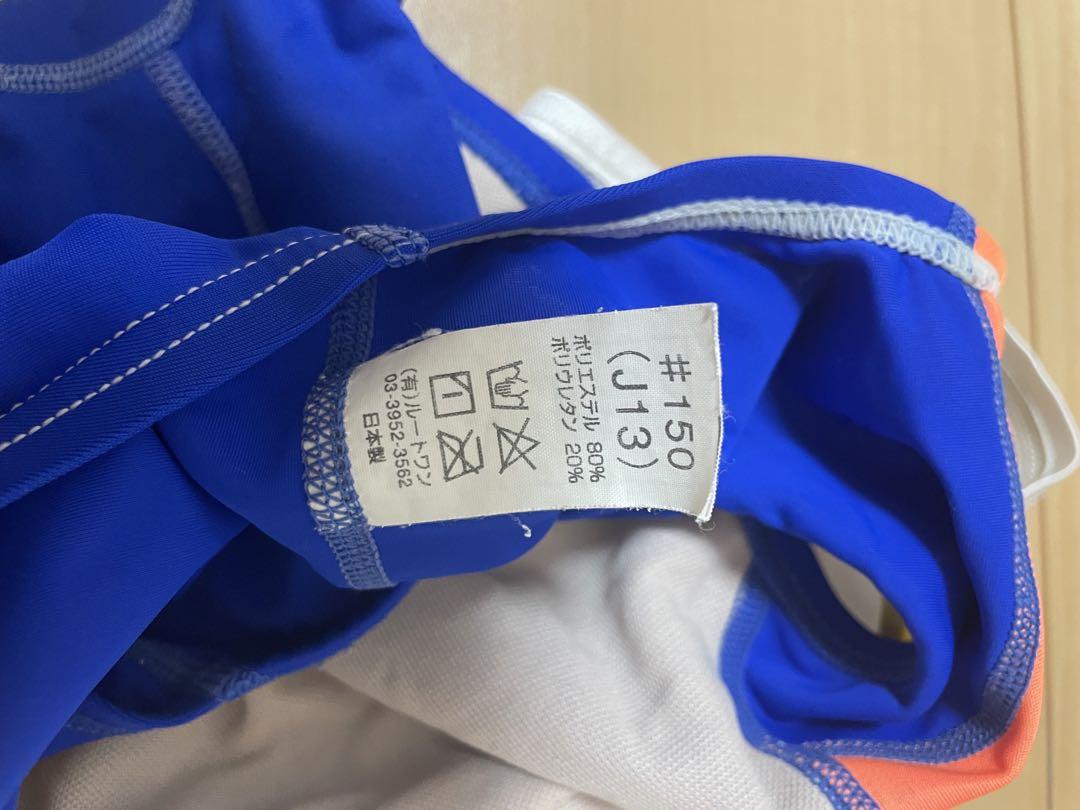 #150
(J13)
ポリエステル 80%
ポリウレタン 20%
(有)ルートワン
03-3952-3562
日本製